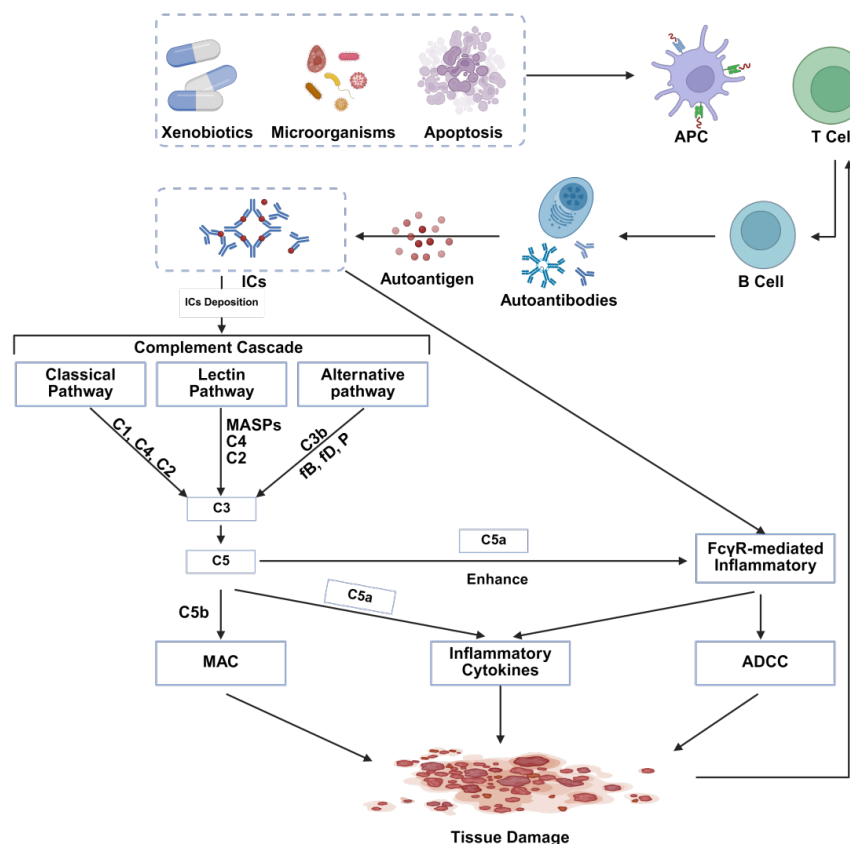 Xenobiotics
Microorganisms
Apoptosis
APC
T Cel
ICs
Autoantigen
Autoantibodies
B Cell
ICs Deposition
Complement Cascade
Classical
Pathway
Lectin
Pathway
Alternative
pathway
C1, C4, C2
MASPs
C4
C2
C3b
fB, fD, P
C3
C5
C5a
Enhance
FcγR-mediated
Inflammatory
C5b
C5a
MAC
Inflammatory
Cytokines
ADCC
Tissue Damage